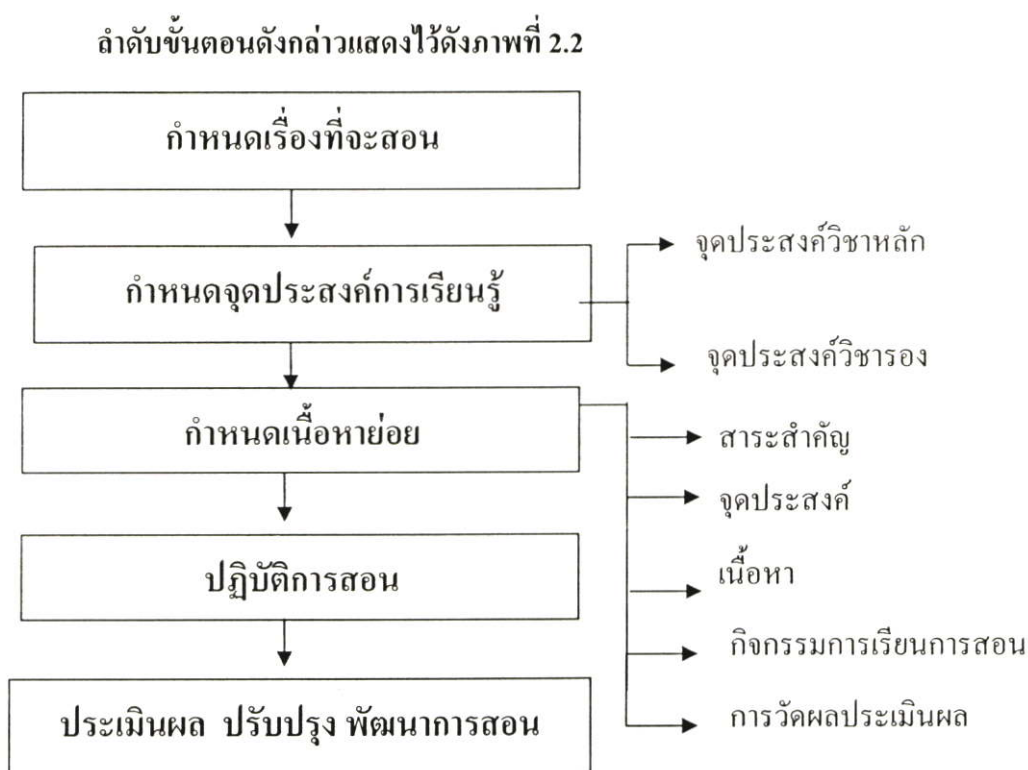 ลำดับขั้นตอนดังกล่าวแสดงไว้ดังภาพที่ 2.2
กำหนดเรื่องที่จะสอน
กำหนดจุดประสงค์การเรียนรู้
จุดประสงค์วิชาหลัก
จุดประสงค์วิชารอง
กำหนดเนื้อหาย่อย
สาระสำคัญ
จุดประสงค์
เนื้อหา
กิจกรรมการเรียนการสอน
การวัดผลประเมินผล
ปฏิบัติการสอน
ประเมินผล ปรับปรุง พัฒนาการสอน